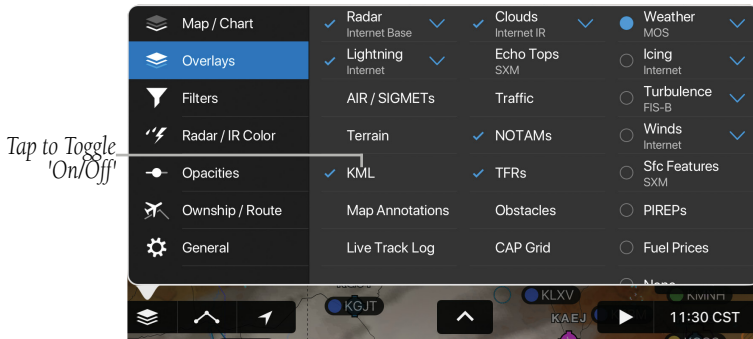 Map / Chart
Overlays
Filters
Radar / IR Color
Opacities
Ownship / Route
General
Tap to Toggle
'On/Off'
Radar
Internet Base
Lightning
Internet
AIR / SIGMETs
Terrain
KML
Map Annotations
Live Track Log
Clouds
Internet IR
Echo Tops
SXM
Traffic
NOTAMs
TFRs
Obstacles
CAP Grid
Weather
MOS
Icing
Internet
Turbulence
FIS-B
Winds
Internet
Sfc Features
SXM
PIREPs
Fuel Prices
None
KGJT
KLXV
KAEJ
KMNH
11:30 CST